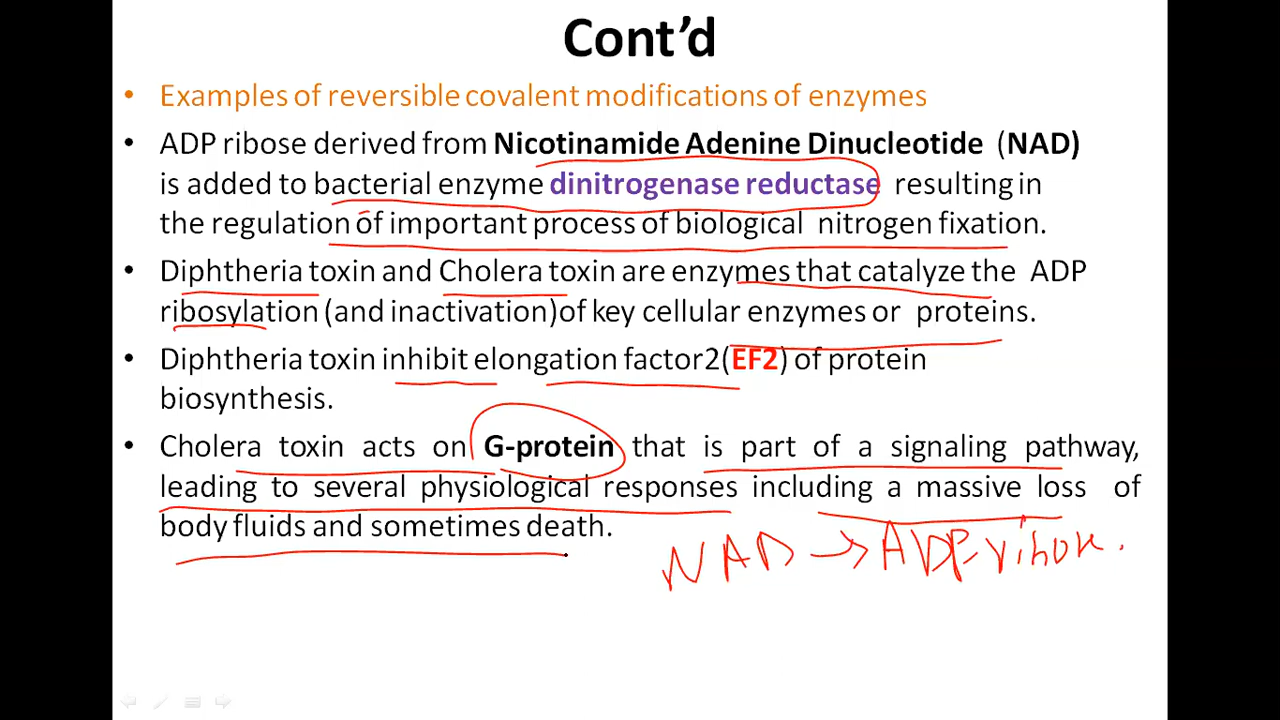 Cont’d
• Examples of reversible covalent modifications of enzymes
• ADP ribose derived from Nicotinamide Adenine Dinucleotide (NAD)
is added to bacterial enzyme dinitrogenase reductase resulting in
the regulation of important process of biological nitrogen fixation.
• Diphtheria toxin and Cholera toxin are enzymes that catalyze the ADP
ribosylation (and inactivation)of key cellular enzymes or proteins.
• Diphtheria toxin inhibit elongation factor2(EF2) of protein
biosynthesis.
• Cholera toxin acts on G-protein that is part of a signaling pathway,
leading to several physiological responses including a massive loss of
body fluids and sometimes death.
NAD → ADP-ribose.